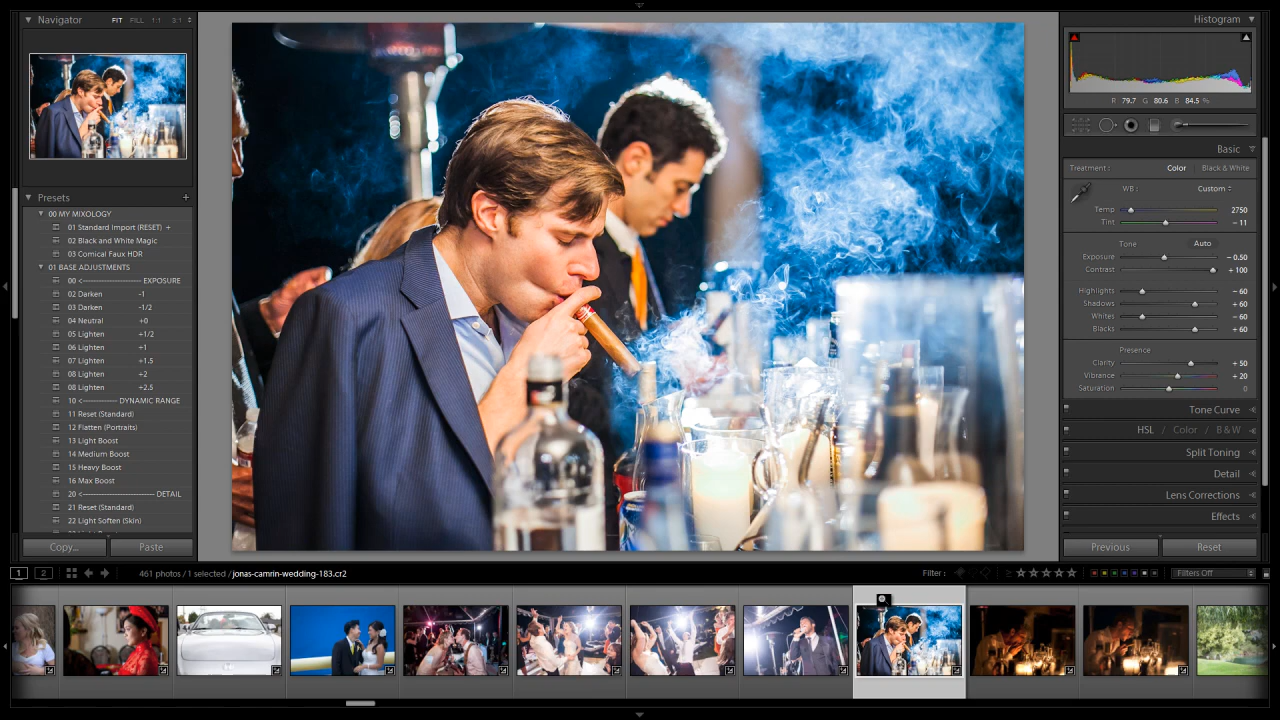 Navigator FIT FILL 1:1 3:1
Presets +
00 MY MIXOLOGY
01 Standard Import (RESET) +
02 Black and White Magic
03 Comical Faux HDR
01 BASE ADJUSTMENTS
00 <---------------------- EXPOSURE
02 Darken -1
03 Darken -1/2
04 Neutral +0
05 Lighten +1/2
06 Lighten +1
07 Lighten +1.5
08 Lighten +2
08 Lighten +2.5
10 <------------- DYNAMIC RANGE
11 Reset (Standard)
12 Flatten (Portraits)
13 Light Boost
14 Medium Boost
15 Heavy Boost
16 Max Boost
20 <--------------------------- DETAIL
21 Reset (Standard)
22 Light Soften (Skin)
Copy... Paste
Histogram
R 79.7 G 80.6 B 84.5 %
Basic
Treatment : Color Black & White
WB : Custom
Temp 2750
Tint - 11
Tone Auto
Exposure - 0.50
Contrast + 100
Highlights - 60
Shadows + 60
Whites - 60
Blacks + 60
Presence
Clarity + 50
Vibrance + 20
Saturation 0
Tone Curve
HSL / Color / B & W
Split Toning
Detail
Lens Corrections
Effects
Previous Reset
1 2 461 photos / 1 selected / jonas-camrin-wedding-183.cr2 Filter : Filters Off